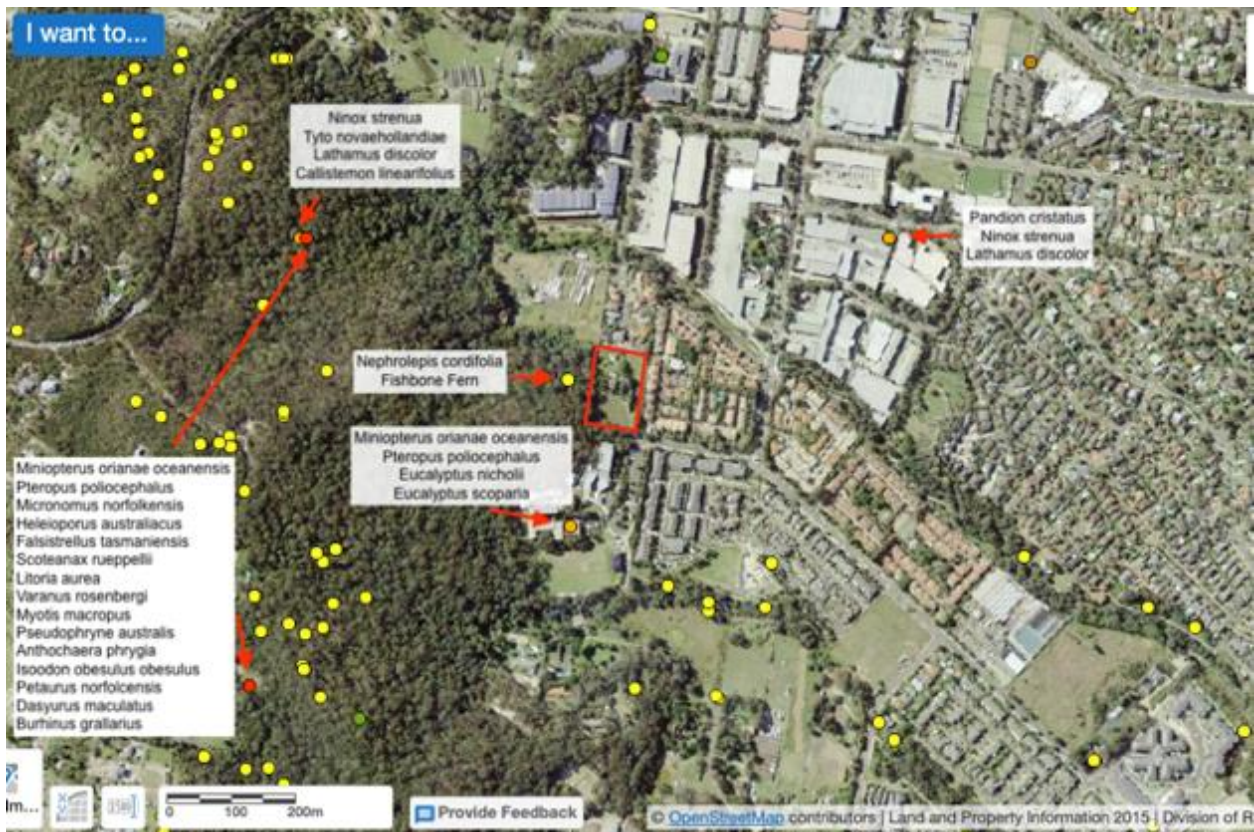 I want to...
Ninox strenua
Tyto novaehollandiae
Lathamus discolor
Callistemon linearifolius
Pandion cristatus
Ninox strenua
Lathamus discolor
Nephrolepis cordifolia
Fishbone Fern
Miniopterus orianae oceanensis
Pteropus poliocephalus
Eucalyptus nicholii
Eucalyptus scoparia
Miniopterus orianae oceanensis
Pteropus poliocephalus
Micronomus norfolkensis
Heleioporus australiacus
Falsistrellus tasmaniensis
Scoteanax rueppellii
Litoria aurea
Varanus rosenbergi
Myotis macropus
Pseudophryne australis
Anthochaera phrygia
Isoodon obesulus obesulus
Petaurus norfolcensis
Dasyurus maculatus
Burhinus grallarius
0 100 200m
Provide Feedback
© OpenStreetMap contributors | Land and Property Information 2015 | Division of